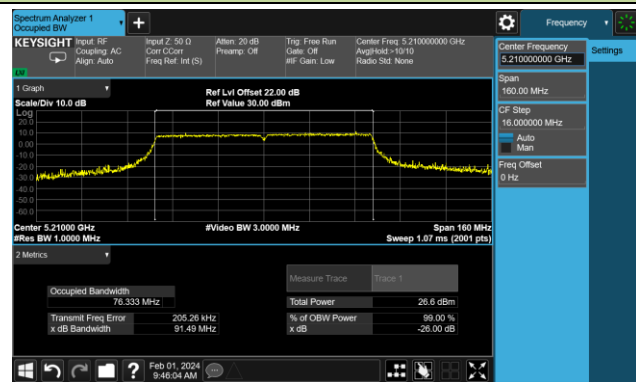 Spectrum Analyzer 1
Occupied BW
Frequency
KEYSIGHT
Input: RF
Coupling: AC
Align: Auto
Input Z: 50 Ω
Corr CCorr
Freq Ref: Int (S)
Atten: 20 dB
Preamp: Off
Trig: Free Run
Gate: Off
#IF Gain: Low
Center Freq: 5.210000000 GHz
Avg|Hold:>10/10
Radio Std: None
LU
Center Frequency
5.210000000 GHz
Settings
Span
160.00 MHz
CF Step
16.000000 MHz
Auto
Man
Freq Offset
0 Hz
1 Graph
Scale/Div 10.0 dB
Ref Lvl Offset 22.00 dB
Ref Value 30.00 dBm
Log
20.0
10.0
0.00
-10.0
-20.0
-30.0
-40.0
-50.0
-60.0
Center 5.21000 GHz
#Res BW 1.0000 MHz
#Video BW 3.0000 MHz
Span 160 MHz
Sweep 1.07 ms (2001 pts)
2 Metrics
Measure Trace
Trace 1
Occupied Bandwidth
76.333 MHz
Total Power
26.6 dBm
Transmit Freq Error
205.26 kHz
% of OBW Power
99.00 %
x dB Bandwidth
91.49 MHz
x dB
-26.00 dB
Feb 01, 2024
9:46:04 AM